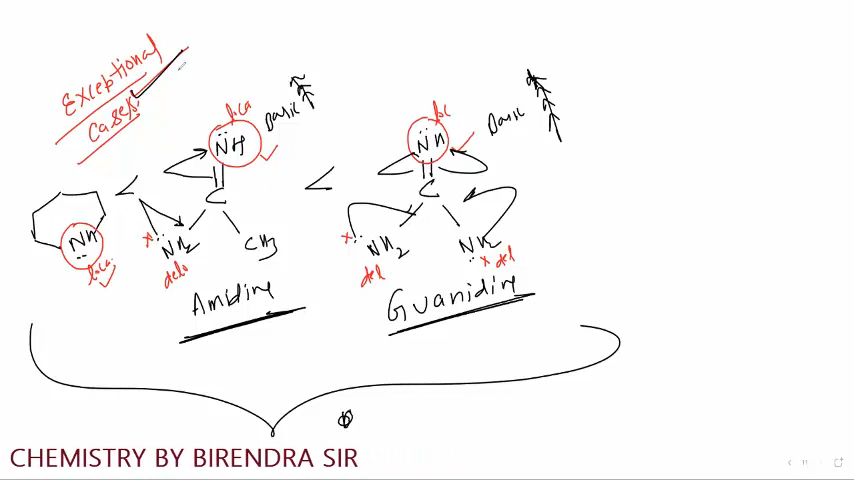 Exceptional
Cases
loca
N̈H
Basic
<
NH
loca.
C
NH2
delo
CH3
Amidine
<
loc
N̈H
Basic
C
NH2
del
NH2
x del
Guanidine
CHEMISTRY BY BIRENDRA SIR